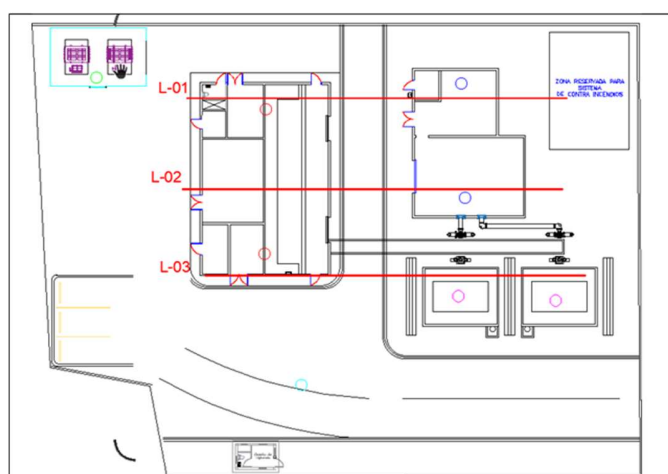 L-01
ZONA RESERVADA PARA
SISTEMA
DE CONTRA INCENDIOS
L-02
L-03